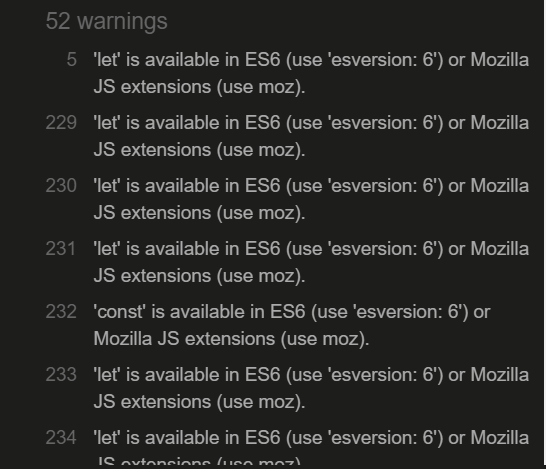 52 warnings
5 'let' is available in ES6 (use 'esversion: 6') or Mozilla
JS extensions (use moz).
229 'let' is available in ES6 (use 'esversion: 6') or Mozilla
JS extensions (use moz).
230 'let' is available in ES6 (use 'esversion: 6') or Mozilla
JS extensions (use moz).
231 'let' is available in ES6 (use 'esversion: 6') or Mozilla
JS extensions (use moz).
232 'const' is available in ES6 (use 'esversion: 6') or
Mozilla JS extensions (use moz).
233 'let' is available in ES6 (use 'esversion: 6') or Mozilla
JS extensions (use moz).
234 'let' is available in ES6 (use 'esversion: 6') or Mozilla
JS extensions (use moz)